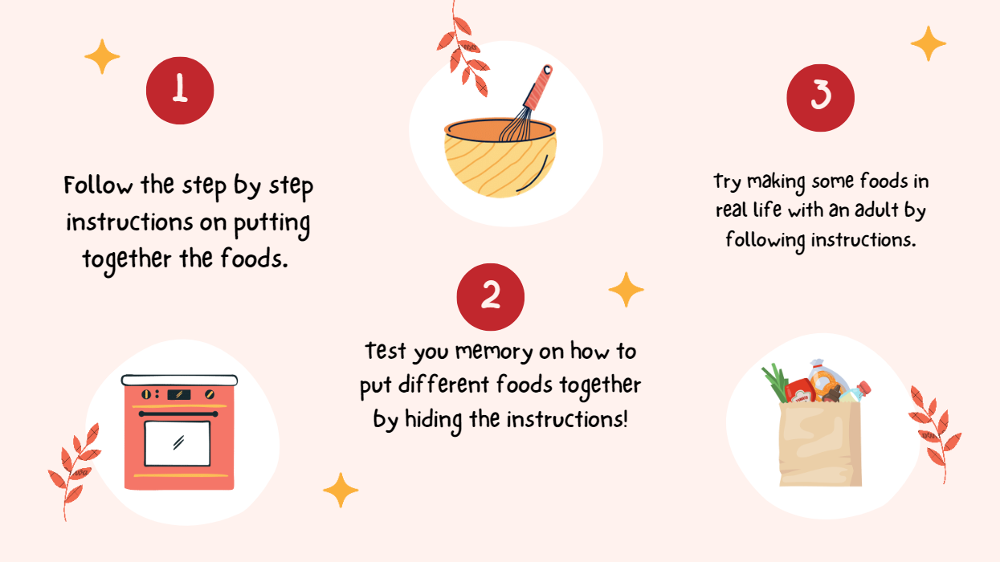 1
Follow the step by step
instructions on putting
together the foods.
2
Test you memory on how to
put different foods together
by hiding the instructions!
3
Try making some foods in
real life with an adult by
following instructions.